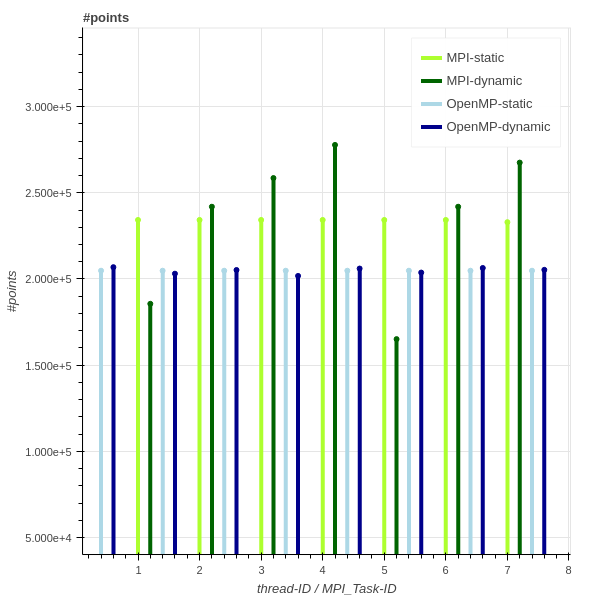 #points
MPI-static
MPI-dynamic
OpenMP-static
OpenMP-dynamic
3.000e+5
2.500e+5
2.000e+5
1.500e+5
1.000e+5
5.000e+4
#points
1 2 3 4 5 6 7 8
thread-ID / MPI_Task-ID